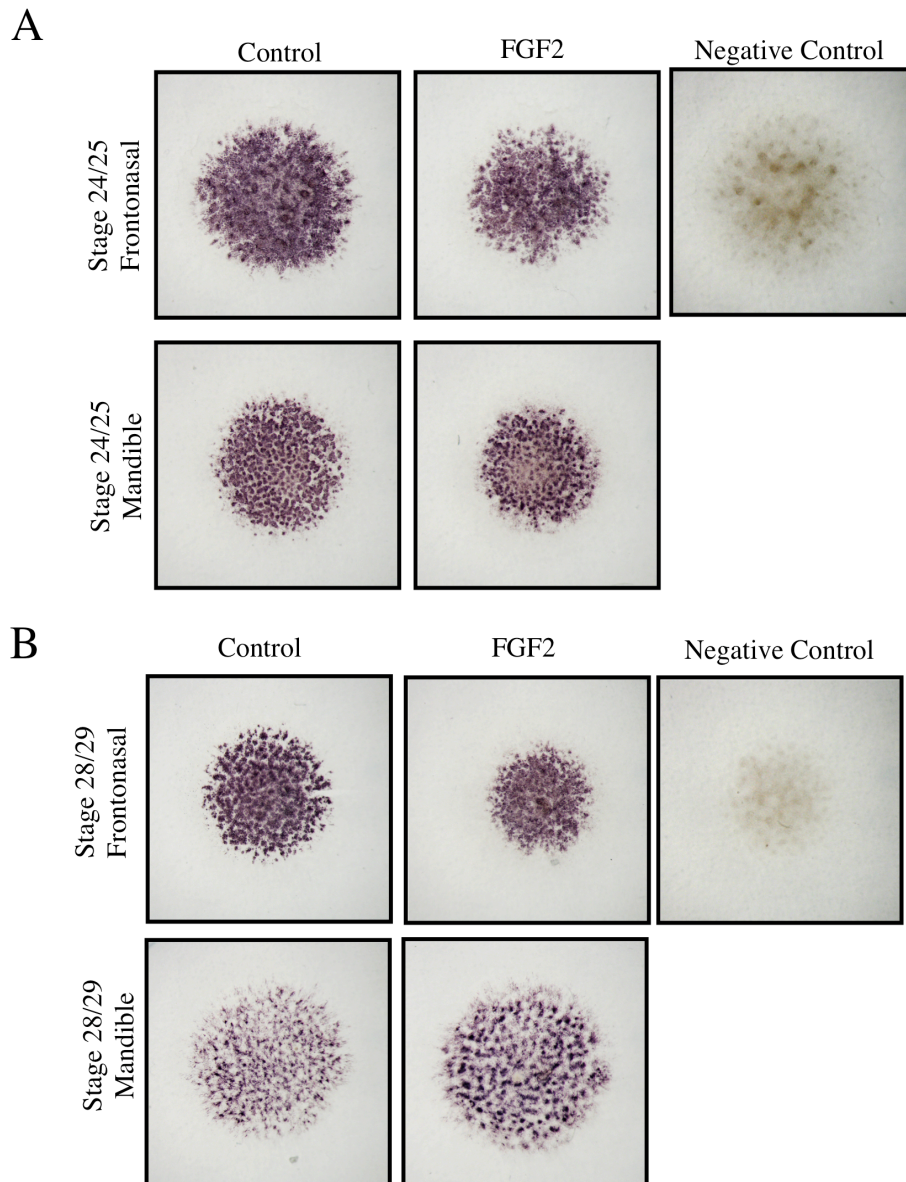 A
Control
FGF2
Negative Control
Stage 24/25
Frontonasal
Stage 24/25
Mandible
B
Control
FGF2
Negative Control
Stage 28/29
Frontonasal
Stage 28/29
Mandible